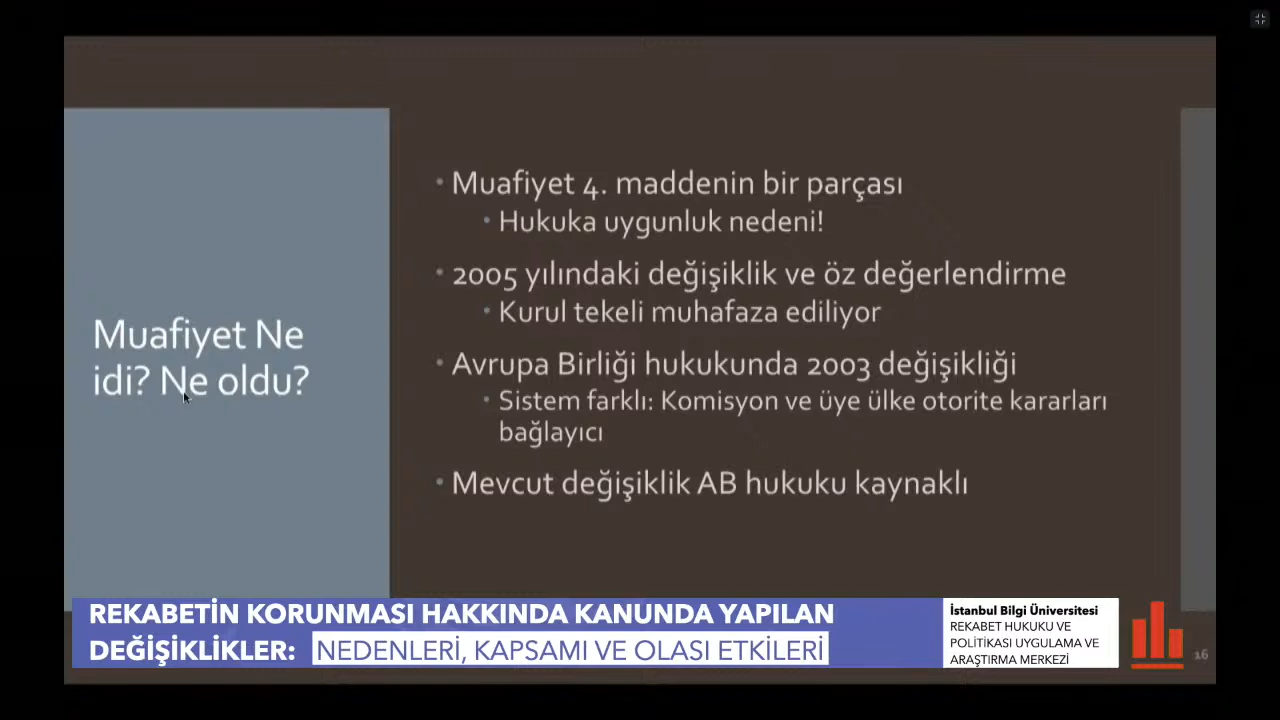 Muafiyet Ne
idi? Ne oldu?
• Muafiyet 4. maddenin bir parçası
• Hukuka uygunluk nedeni!
• 2005 yılındaki değişiklik ve öz değerlendirme
• Kurul tekeli muhafaza ediliyor
• Avrupa Birliği hukukunda 2003 değişikliği
• Sistem farklı: Komisyon ve üye ülke otorite kararları
bağlayıcı
• Mevcut değişiklik AB hukuku kaynaklı
REKABETİN KORUNMASI HAKKINDA KANUNDA YAPILAN
DEĞİŞİKLİKLER: NEDENLERİ, KAPSAMI VE OLASI ETKİLERİ
İstanbul Bilgi Üniversitesi
REKABET HUKUKU VE
POLİTİKASI UYGULAMA VE
ARAŞTIRMA MERKEZİ
16